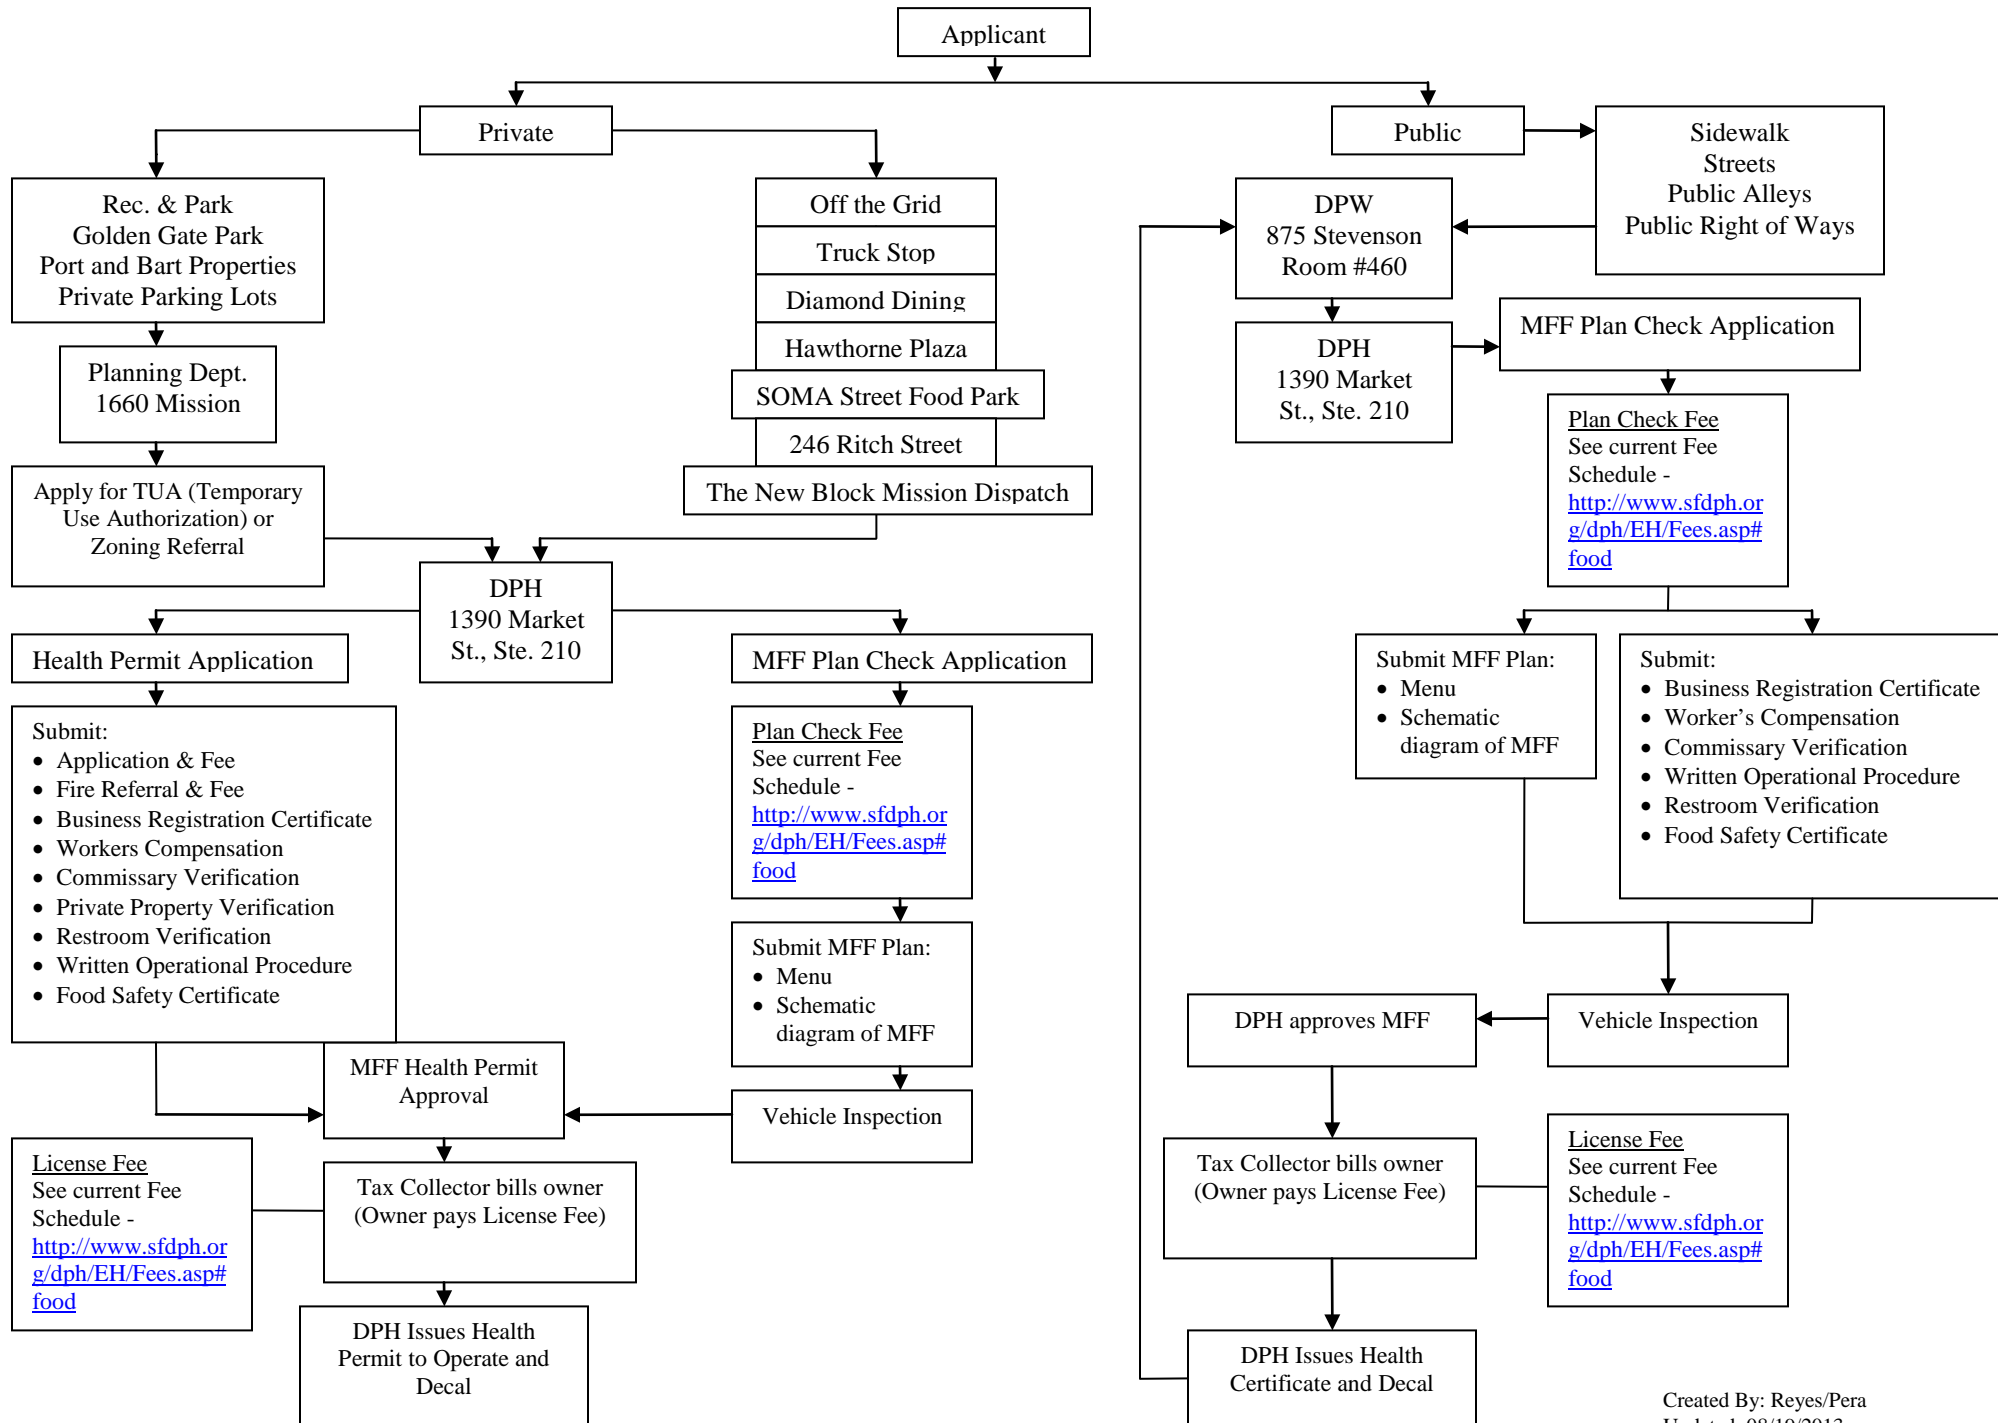 Applicant
Private
Public
Sidewalk
Streets
Public Alleys
Public Right of Ways
Rec. & Park
Golden Gate Park
Port and Bart Properties
Private Parking Lots
Off the Grid
Truck Stop
Diamond Dining
Hawthorne Plaza
SOMA Street Food Park
246 Ritch Street
The New Block Mission Dispatch
DPW
875 Stevenson
Room #460
Planning Dept.
1660 Mission
DPH
1390 Market
St., Ste. 210
MFF Plan Check Application
Plan Check Fee
See current Fee
Schedule -
http://www.sfdph.or
g/dph/EH/Fees.asp#
food
Apply for TUA (Temporary
Use Authorization) or
Zoning Referral
DPH
1390 Market
St., Ste. 210
Health Permit Application
MFF Plan Check Application
Submit:
• Application & Fee
• Fire Referral & Fee
• Business Registration Certificate
• Workers Compensation
• Commissary Verification
• Private Property Verification
• Restroom Verification
• Written Operational Procedure
• Food Safety Certificate
Plan Check Fee
See current Fee
Schedule -
http://www.sfdph.or
g/dph/EH/Fees.asp#
food
Submit MFF Plan:
• Menu
• Schematic
diagram of MFF
Submit MFF Plan:
• Menu
• Schematic
diagram of MFF
Submit:
• Business Registration Certificate
• Worker's Compensation
• Commissary Verification
• Written Operational Procedure
• Restroom Verification
• Food Safety Certificate
MFF Health Permit
Approval
Vehicle Inspection
DPH approves MFF
Vehicle Inspection
License Fee
See current Fee
Schedule -
http://www.sfdph.or
g/dph/EH/Fees.asp#
food
Tax Collector bills owner
(Owner pays License Fee)
Tax Collector bills owner
(Owner pays License Fee)
License Fee
See current Fee
Schedule -
http://www.sfdph.or
g/dph/EH/Fees.asp#
food
DPH Issues Health
Permit to Operate and
Decal
DPH Issues Health
Certificate and Decal
Created By: Reyes/Pera
Updated: 08/19/2013